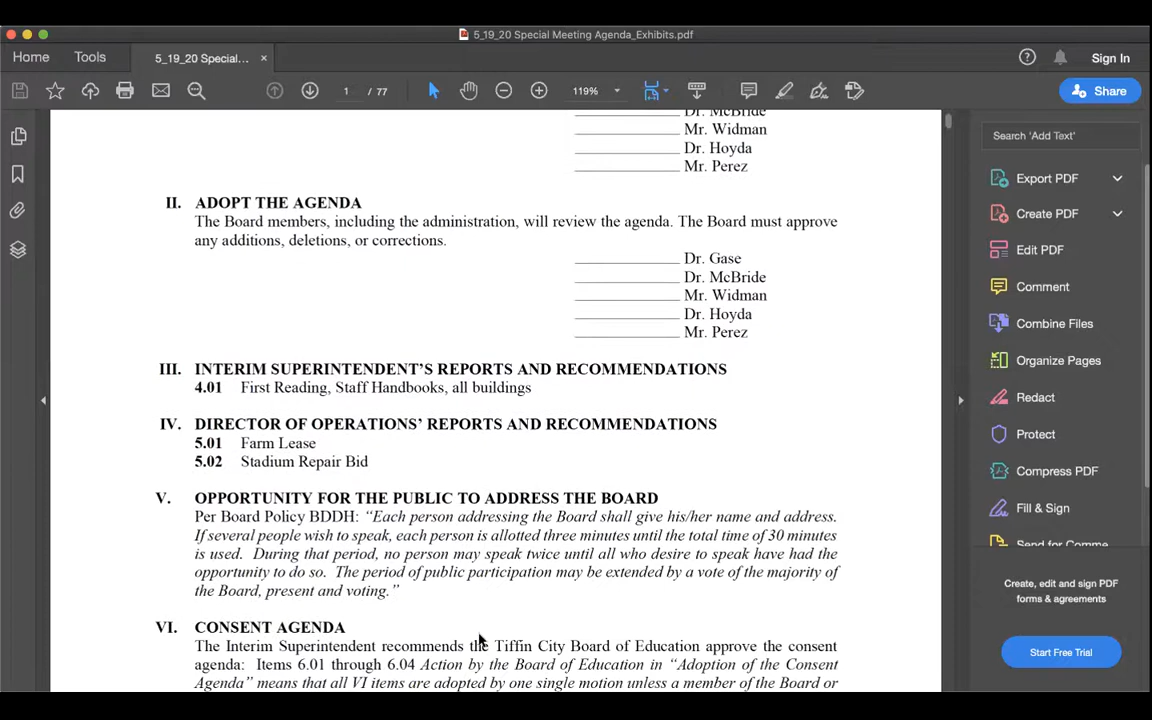 5_19_20 Special Meeting Agenda_Exhibits.pdf
Home Tools 5_19_20 Special... × Sign In
1 / 77 119% Share
Dr. McBride
Mr. Widman
Dr. Hoyda
Mr. Perez
II. ADOPT THE AGENDA
The Board members, including the administration, will review the agenda. The Board must approve
any additions, deletions, or corrections.
Dr. Gase
Dr. McBride
Mr. Widman
Dr. Hoyda
Mr. Perez
III. INTERIM SUPERINTENDENT'S REPORTS AND RECOMMENDATIONS
4.01 First Reading, Staff Handbooks, all buildings
IV. DIRECTOR OF OPERATIONS' REPORTS AND RECOMMENDATIONS
5.01 Farm Lease
5.02 Stadium Repair Bid
V. OPPORTUNITY FOR THE PUBLIC TO ADDRESS THE BOARD
Per Board Policy BDDH: "Each person addressing the Board shall give his/her name and address.
If several people wish to speak, each person is allotted three minutes until the total time of 30 minutes
is used. During that period, no person may speak twice until all who desire to speak have had the
opportunity to do so. The period of public participation may be extended by a vote of the majority of
the Board, present and voting."
VI. CONSENT AGENDA
The Interim Superintendent recommends the Tiffin City Board of Education approve the consent
agenda: Items 6.01 through 6.04 Action by the Board of Education in "Adoption of the Consent
Agenda" means that all VI items are adopted by one single motion unless a member of the Board or
Search 'Add Text'
Export PDF
Create PDF
Edit PDF
Comment
Combine Files
Organize Pages
Redact
Protect
Compress PDF
Fill & Sign
Send for Comme
Create, edit and sign PDF
forms & agreements
Start Free Trial